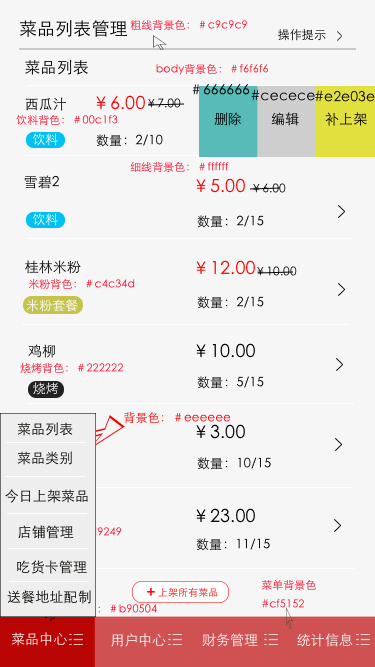 菜品列表管理 粗线背景色：#c9c9c9
操作提示
菜品列表 body背景色：#f6f6f6
西瓜汁 ￥6.00 ￥7.00 #666666 #cecece #e2e03e
饮料背色：#00c1f3 删除 编辑 补上架
饮料 数量：2/10
细线背景色：#ffffff
雪碧2 ￥5.00 ￥6.00
饮料 数量：2/15
桂林米粉 ￥12.00 ￥10.00
米粉背色：#c4c34d
米粉套餐 数量：2/15
鸡柳 ￥10.00
烧烤背色：#222222
烧烤 数量：5/15
背景色：#eeeeee
菜品列表 ￥3.00
菜品类别 数量：10/15
今日上架菜品
店铺管理 9249 ￥23.00
吃货卡管理 数量：11/15
送餐地址配制 +上架所有菜品 菜单背景色
：#b90504 #cf5152
菜品中心 用户中心 财务管理 统计信息